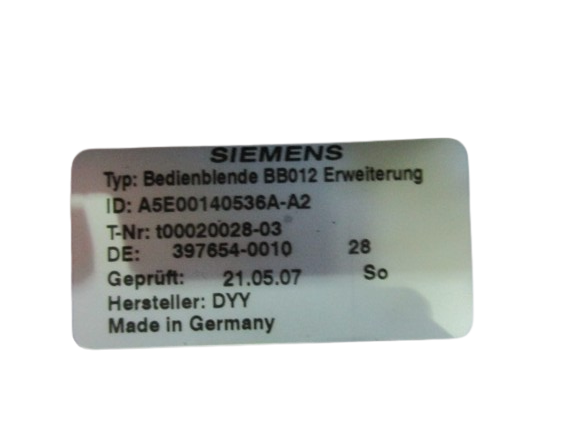 SIEMENS
Typ: Bedienblende BB012 Erweiterung
ID: A5E00140536A-A2
T-Nr: t00020028-03
DE: 397654-0010 28
Geprüft: 21.05.07 So
Hersteller: DYY
Made in Germany